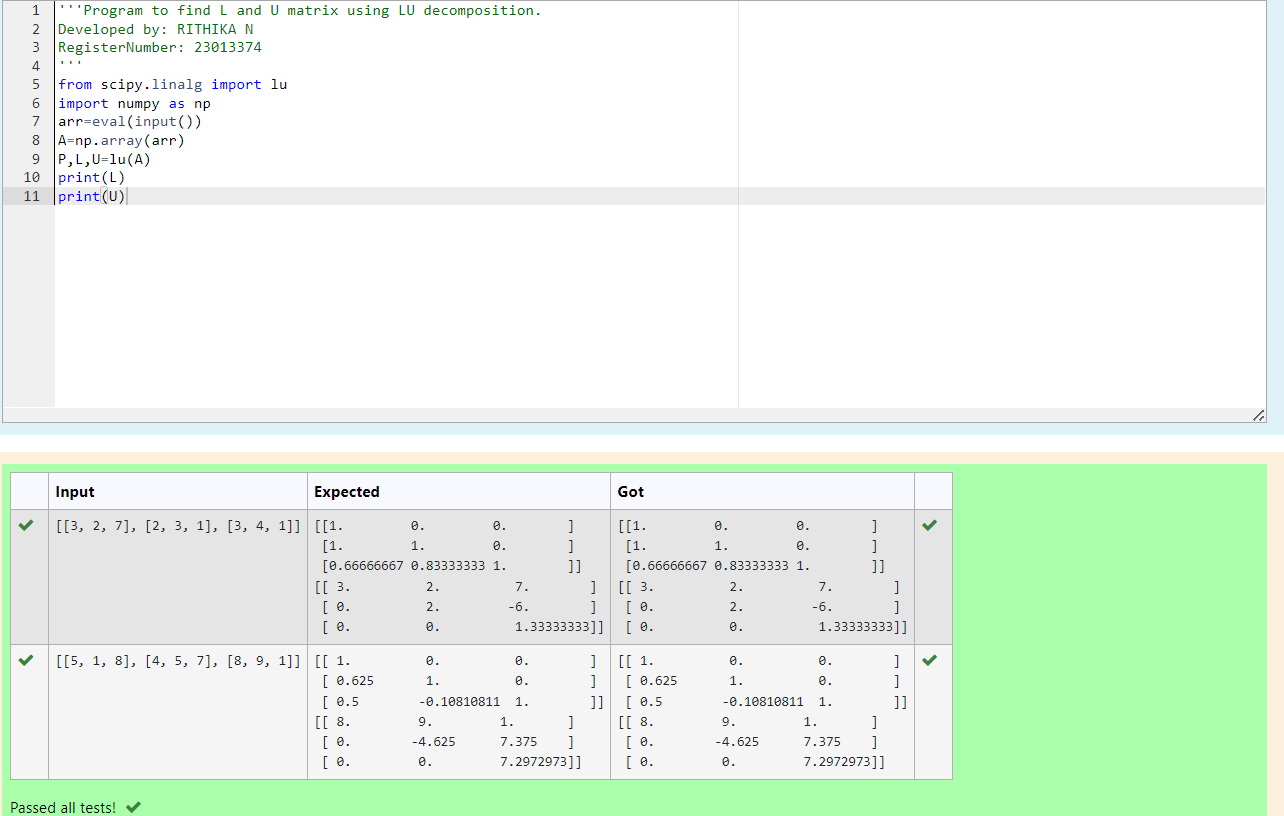 1 '''Program to find L and U matrix using LU decomposition.
2 Developed by: RITHIKA N
3 RegisterNumber: 23013374
4 '''
5 from scipy.linalg import lu
6 import numpy as np
7 arr=eval(input())
8 A=np.array(arr)
9 P,L,U=lu(A)
10 print(L)
11 print(U)
Input Expected Got
[[3, 2, 7], [2, 3, 1], [3, 4, 1]] [[1. 0. 0. ] [[1. 0. 0. ]
[1. 1. 0. ] [1. 1. 0. ]
[0.66666667 0.83333333 1. ]] [0.66666667 0.83333333 1. ]]
[[ 3. 2. 7. ] [[ 3. 2. 7. ]
[ 0. 2. -6. ] [ 0. 2. -6. ]
[ 0. 0. 1.33333333]] [ 0. 0. 1.33333333]]
[[5, 1, 8], [4, 5, 7], [8, 9, 1]] [[ 1. 0. 0. ] [[ 1. 0. 0. ]
[ 0.625 1. 0. ] [ 0.625 1. 0. ]
[ 0.5 -0.10810811 1. ]] [ 0.5 -0.10810811 1. ]]
[[ 8. 9. 1. ] [[ 8. 9. 1. ]
[ 0. -4.625 7.375 ] [ 0. -4.625 7.375 ]
[ 0. 0. 7.2972973]] [ 0. 0. 7.2972973]]
Passed all tests!